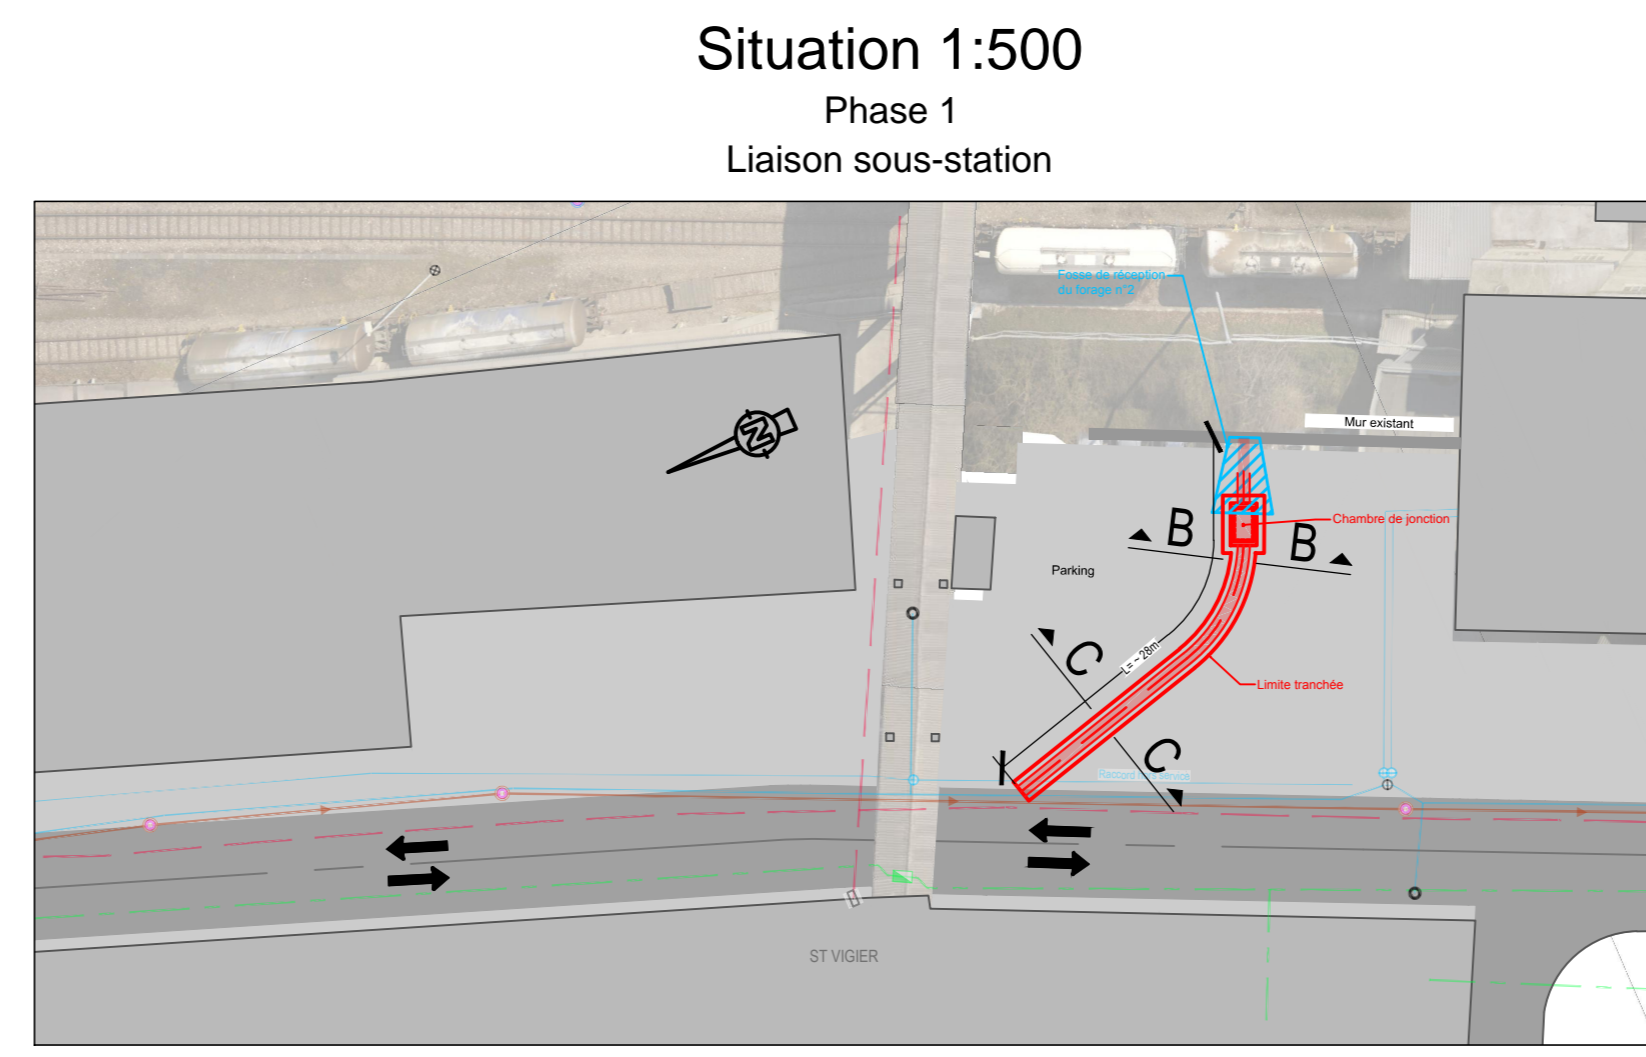 Situation 1:500
Phase 1
Liaison sous-station
Fosse de réception
du forage n°2
Mur existant
N
B
B
Chambre de jonction
Parking
C
L= ~ 28m
Limite tranchée
C
Raccord hors service
ST VIGIER